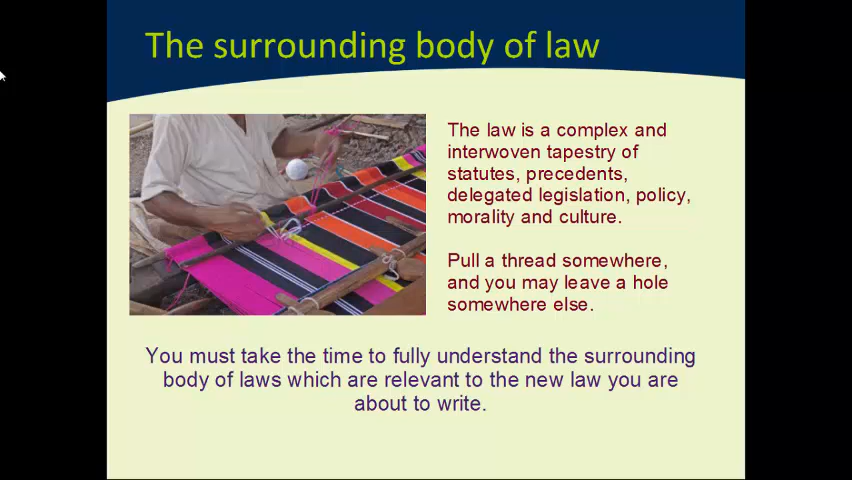 The surrounding body of law
The law is a complex and
interwoven tapestry of
statutes, precedents,
delegated legislation, policy,
morality and culture.
Pull a thread somewhere,
and you may leave a hole
somewhere else.
You must take the time to fully understand the surrounding
body of laws which are relevant to the new law you are
about to write.